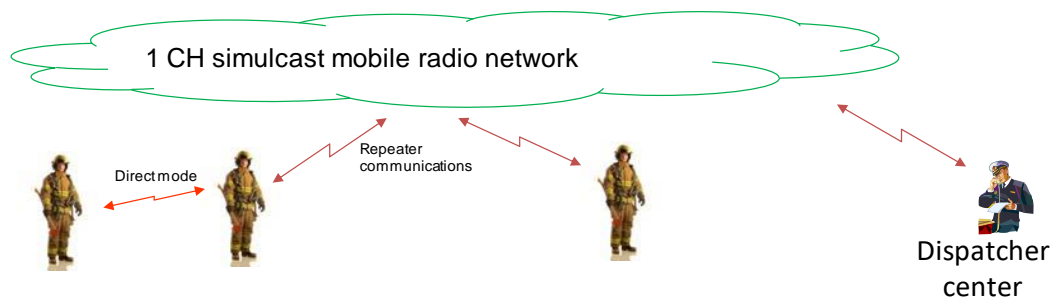 1 CH simulcast mobile radio network
Direct mode
Repeater
communications
Dispatcher
center